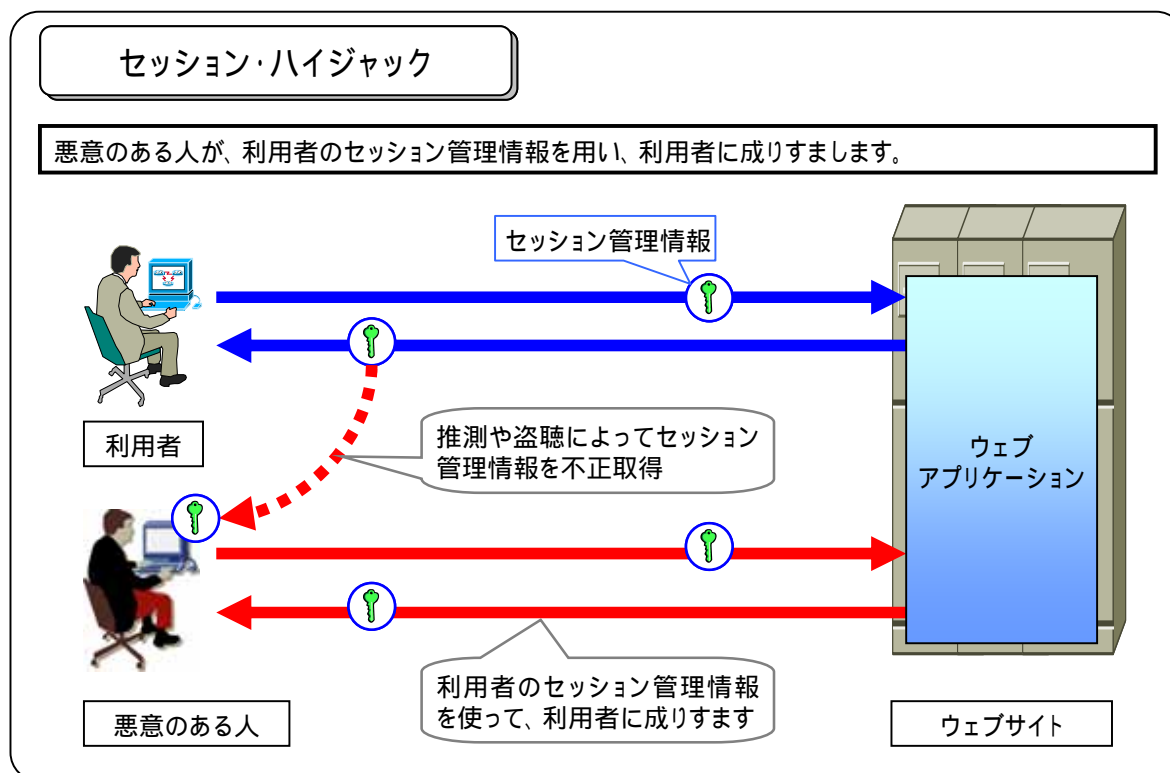 セッション・ハイジャック
悪意のある人が、利用者のセッション管理情報を用い、利用者に成りすまします。
セッション管理情報
利用者
推測や盗聴によってセッション
管理情報を不正取得
ウェブ
アプリケーション
利用者のセッション管理情報
を使って、利用者に成りすます
悪意のある人
ウェブサイト